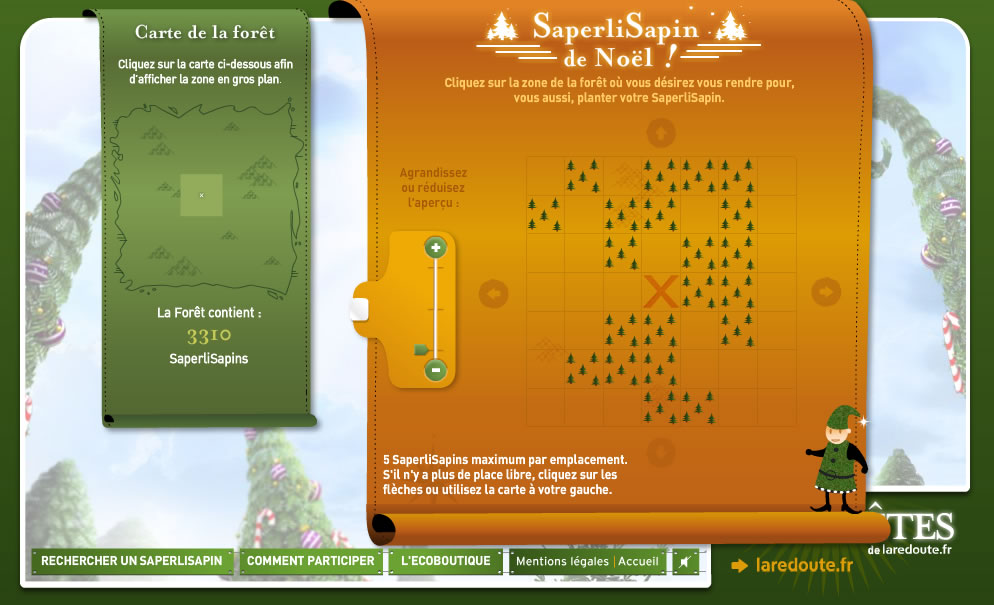 Carte de la forêt
Cliquez sur la carte ci-dessous afin
d'afficher la zone en gros plan.
La Forêt contient :
3310
SaperliSapins
SaperliSapin
de Noël !
Cliquez sur la zone de la forêt où vous désirez vous rendre pour,
vous aussi, planter votre SaperliSapin.
Agrandissez
ou réduisez
l'aperçu :
5 SaperliSapins maximum par emplacement.
S'il n'y a plus de place libre, cliquez sur les
flèches ou utilisez la carte à votre gauche.
RECHERCHER UN SAPERLISAPIN
COMMENT PARTICIPER
L'ECOBOUTIQUE
Mentions légales | Accueil
ÊTES
de laredoute.fr
laredoute.fr